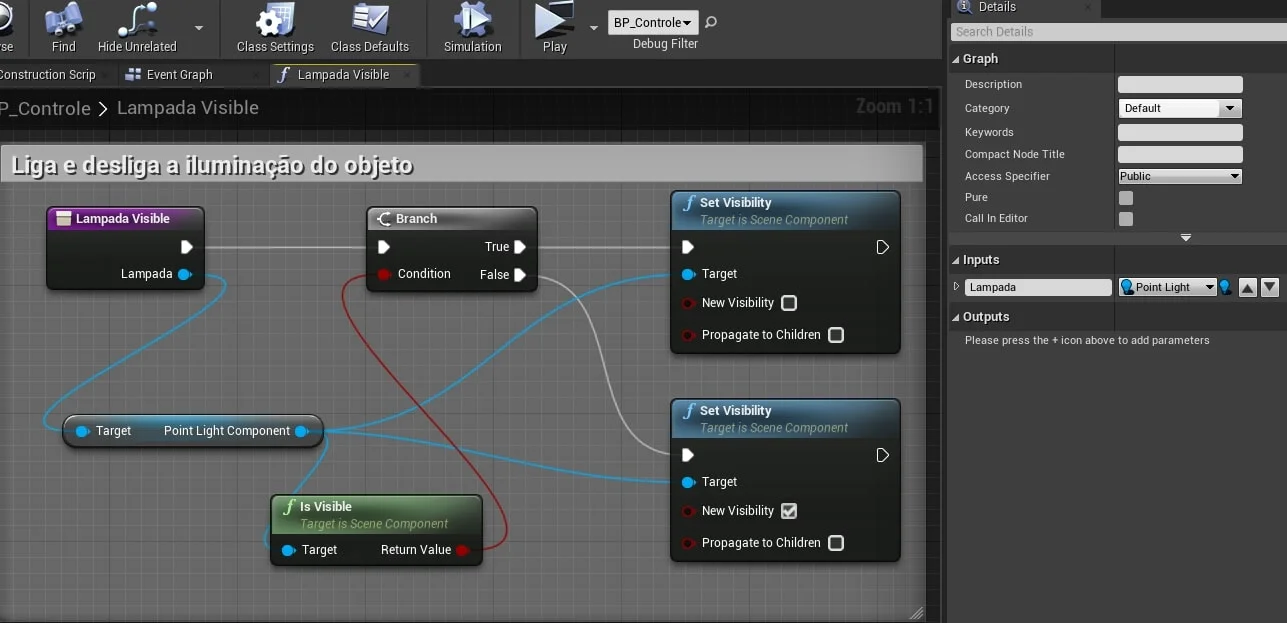 se
Find
Hide Unrelated
Class Settings
Class Defaults
Simulation
Play
BP_Controle
Debug Filter
Construction Scrip
Event Graph
f Lampada Visible
P_Controle > Lampada Visible
Zoom 1:1
Liga e desliga a iluminação do objeto
Lampada Visible
Lampada
Branch
True
Condition
False
f Set Visibility
Target is Scene Component
Target
New Visibility
Propagate to Children
Target
Point Light Component
f Is Visible
Target is Scene Component
Target
Return Value
f Set Visibility
Target is Scene Component
Target
New Visibility
Propagate to Children
Details
Search Details
Graph
Description
Category
Default
Keywords
Compact Node Title
Access Specifier
Public
Pure
Call In Editor
Inputs
Lampada
Point Light
Outputs
Please press the + icon above to add parameters